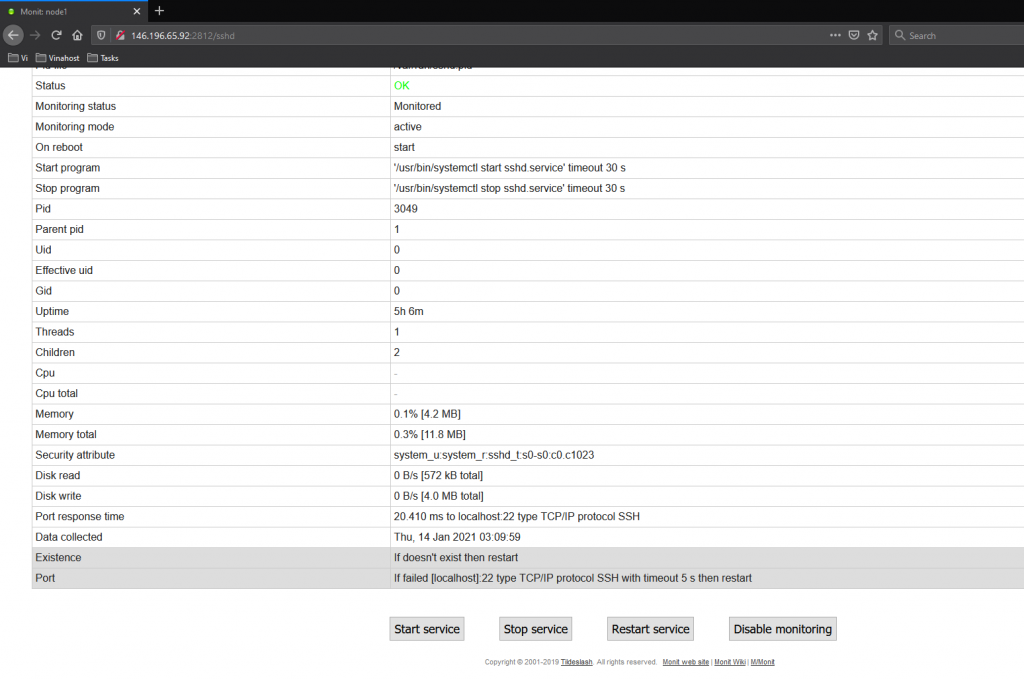 Monit: node1
146.196.65.92:2812/sshd
Search
Vi Vinahost Tasks
Status OK
Monitoring status Monitored
Monitoring mode active
On reboot start
Start program '/usr/bin/systemctl start sshd.service' timeout 30 s
Stop program '/usr/bin/systemctl stop sshd.service' timeout 30 s
Pid 3049
Parent pid 1
Uid 0
Effective uid 0
Gid 0
Uptime 5h 6m
Threads 1
Children 2
Cpu -
Cpu total -
Memory 0.1% [4.2 MB]
Memory total 0.3% [11.8 MB]
Security attribute system_u:system_r:sshd_t:s0-s0:c0.c1023
Disk read 0 B/s [572 kB total]
Disk write 0 B/s [4.0 MB total]
Port response time 20.410 ms to localhost:22 type TCP/IP protocol SSH
Data collected Thu, 14 Jan 2021 03:09:59
Existence If doesn't exist then restart
Port If failed [localhost]:22 type TCP/IP protocol SSH with timeout 5 s then restart
Start service Stop service Restart service Disable monitoring
Copyright © 2001-2019 Tildeslash. All rights reserved. Monit web site | Monit Wiki | M/Monit